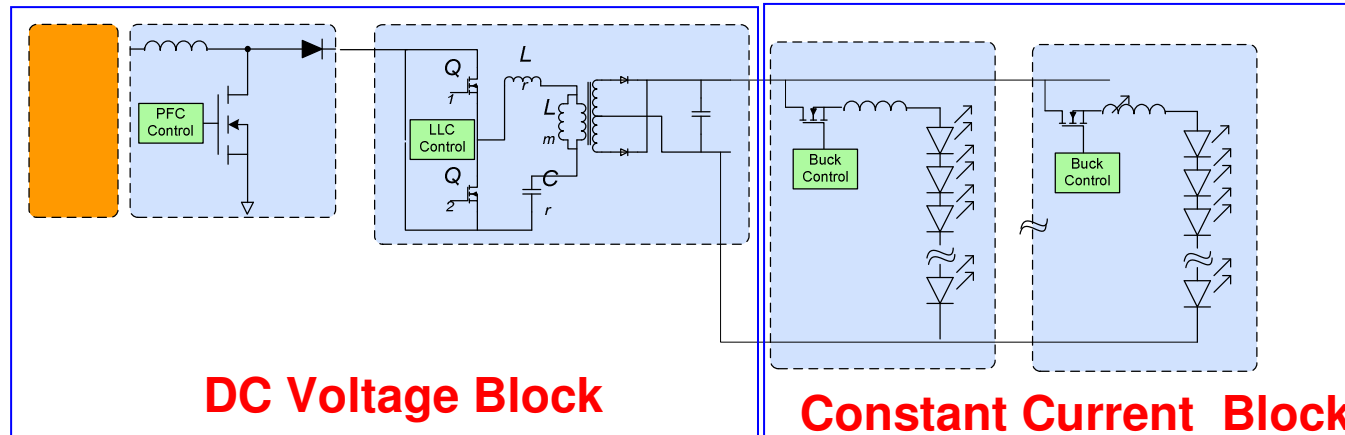 PFC
Control
Q
1
LLC
Control
Q
2
L
r
L
m
C
r
Buck
Control
Buck
Control
DC Voltage Block
Constant Current Block